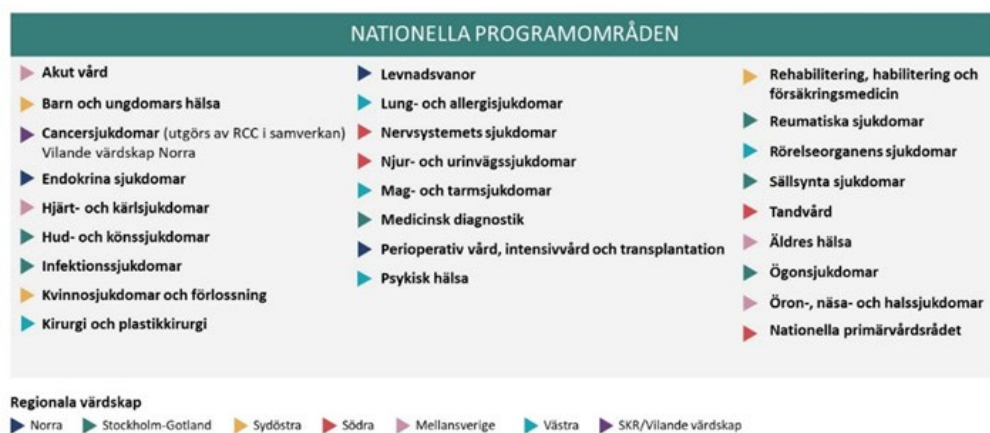 NATIONELLA PROGRAMOMRÅDEN
Akut vård
Barn och ungdomars hälsa
Cancersjukdomar (utgörs av RCC i samverkan)
Vilande värdskap Norra
Endokrina sjukdomar
Hjärt- och kärlsjukdomar
Hud- och könssjukdomar
Infektionssjukdomar
Kvinnosjukdomar och förlossning
Kirurgi och plastikkirurgi
Levnadsvanor
Lung- och allergisjukdomar
Nervsystemets sjukdomar
Njur- och urinvägssjukdomar
Mag- och tarmsjukdomar
Medicinsk diagnostik
Perioperativ vård, intensivvård och transplantation
Psykisk hälsa
Rehabilitering, habilitering och
försäkringsmedicin
Reumatiska sjukdomar
Rörelseorganens sjukdomar
Sällsynta sjukdomar
Tandvård
Äldres hälsa
Ögonsjukdomar
Öron-, näsa- och halssjukdomar
Nationella primärvårdsrådet
Regionala värdskap
Norra Stockholm-Gotland Sydöstra Södra Mellansverige Västra SKR/Vilande värdskap